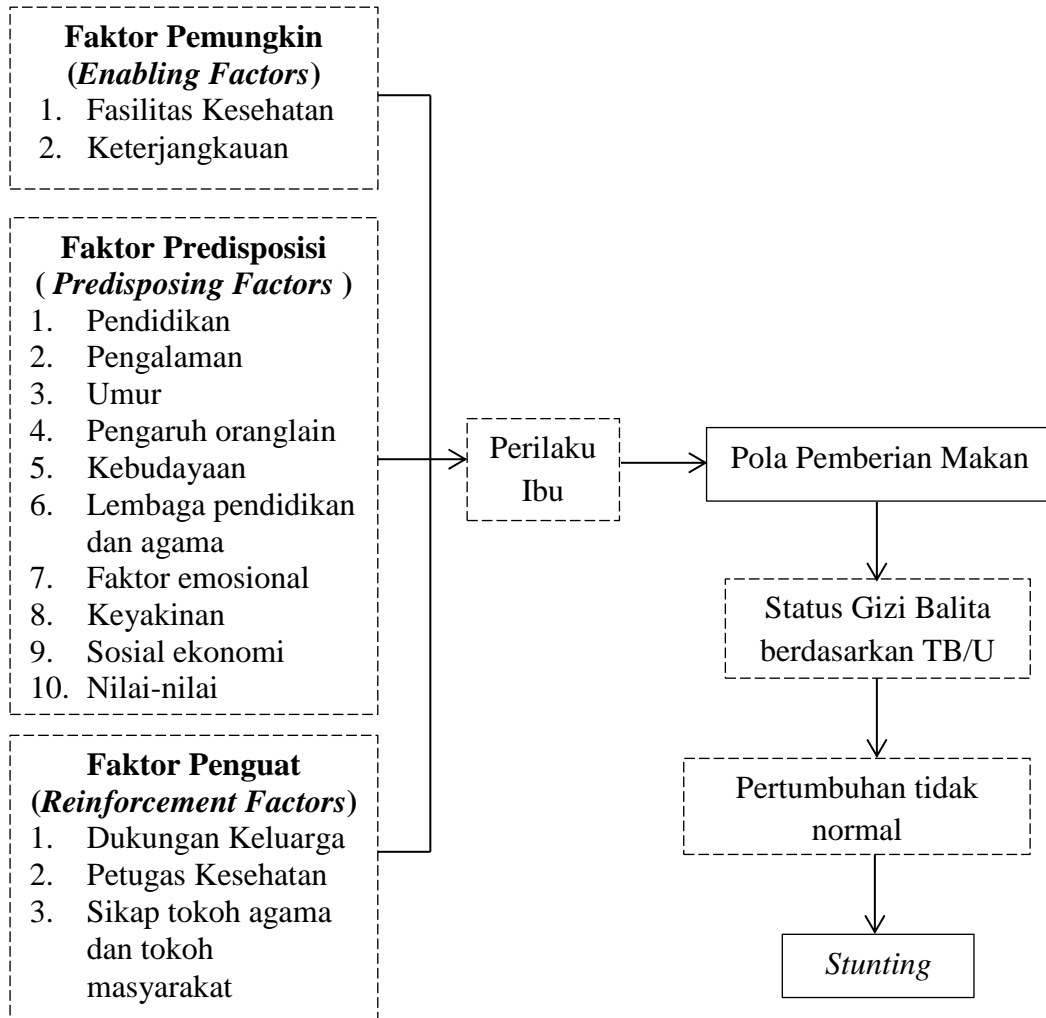 Faktor Pemungkin
(Enabling Factors)
1. Fasilitas Kesehatan
2. Keterjangkauan
Faktor Predisposisi
( Predisposing Factors )
1. Pendidikan
2. Pengalaman
3. Umur
4. Pengaruh oranglain
5. Kebudayaan
6. Lembaga pendidikan
dan agama
7. Faktor emosional
8. Keyakinan
9. Sosial ekonomi
10. Nilai-nilai
Faktor Penguat
(Reinforcement Factors)
1. Dukungan Keluarga
2. Petugas Kesehatan
3. Sikap tokoh agama
dan tokoh
masyarakat
Perilaku
Ibu
Pola Pemberian Makan
Status Gizi Balita
berdasarkan TB/U
Pertumbuhan tidak
normal
Stunting